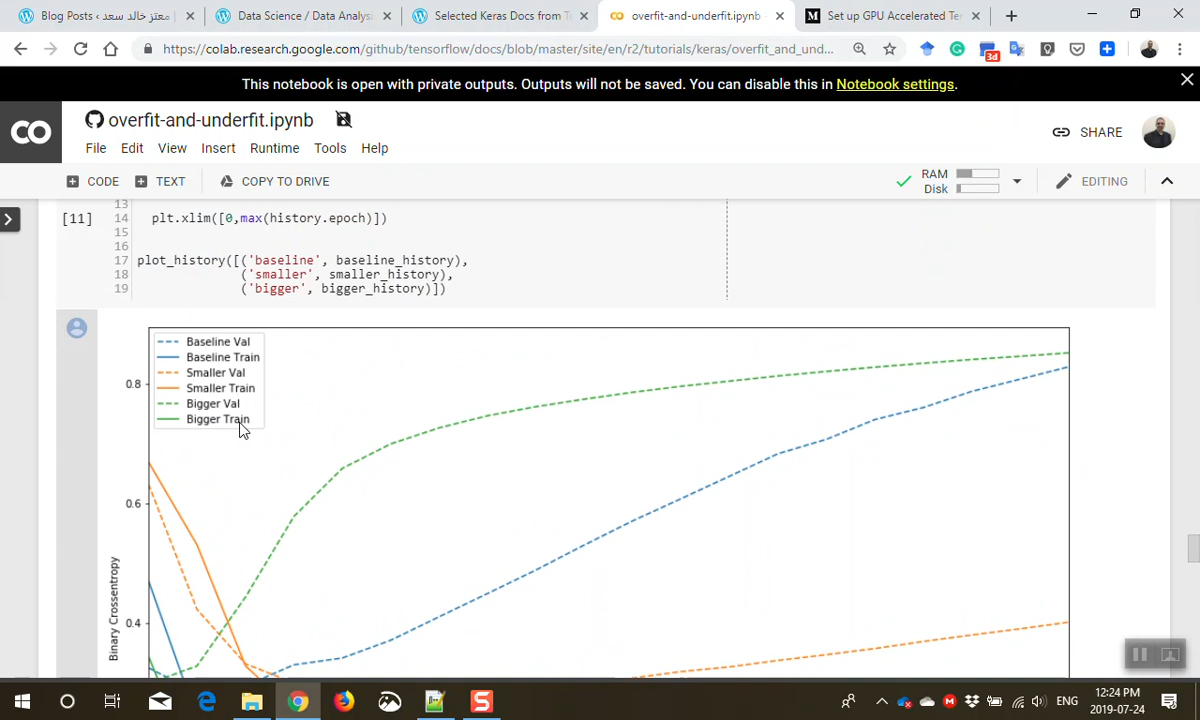 Blog Posts ‹ معتز خالد سعد |
Data Science / Data Analys
Selected Keras Docs from T
overfit-and-underfit.ipynb
M Set up GPU Accelerated Te
https://colab.research.google.com/github/tensorflow/docs/blob/master/site/en/r2/tutorials/keras/overfit_and_und...
3d
This notebook is open with private outputs. Outputs will not be saved. You can disable this in Notebook settings.
CO
overfit-and-underfit.ipynb
SHARE
File Edit View Insert Runtime Tools Help
CODE TEXT COPY TO DRIVE
RAM
Disk
EDITING
13
[11] 14 plt.xlim([0,max(history.epoch)])
15
16
17 plot_history([('baseline', baseline_history),
18 ('smaller', smaller_history),
19 ('bigger', bigger_history)])
Baseline Val
Baseline Train
Smaller Val
Smaller Train
Bigger Val
Bigger Train
0.8
0.6
0.4
Binary Crossentropy
ENG
12:24 PM
2019-07-24